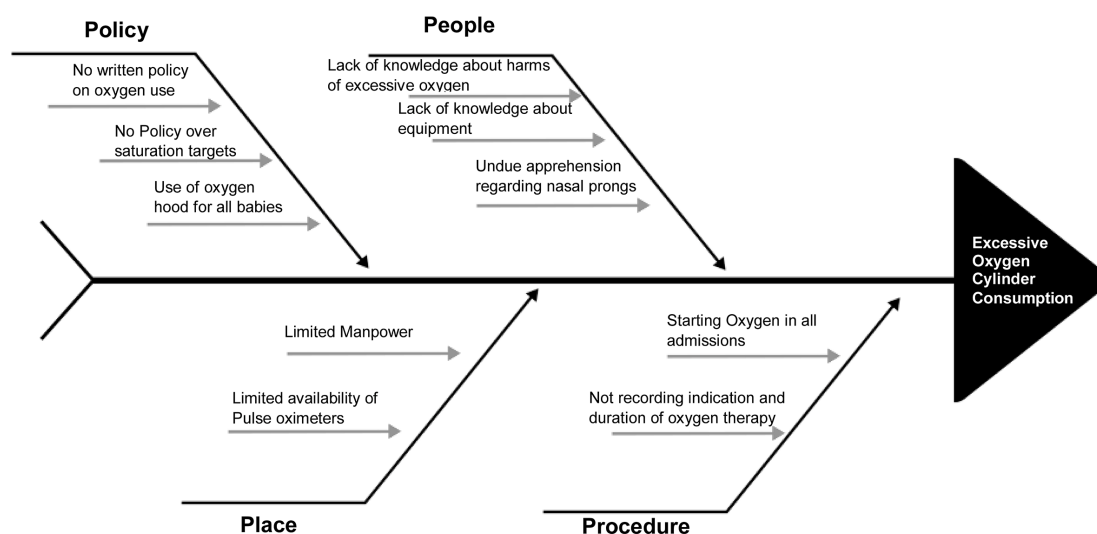 Policy
No written policy
on oxygen use
No Policy over
saturation targets
Use of oxygen
hood for all babies
People
Lack of knowledge about harms
of excessive oxygen
Lack of knowledge about
equipment
Undue apprehension
regarding nasal prongs
Excessive
Oxygen
Cylinder
Consumption
Limited Manpower
Limited availability of
Pulse oximeters
Place
Starting Oxygen in all
admissions
Not recording indication and
duration of oxygen therapy
Procedure